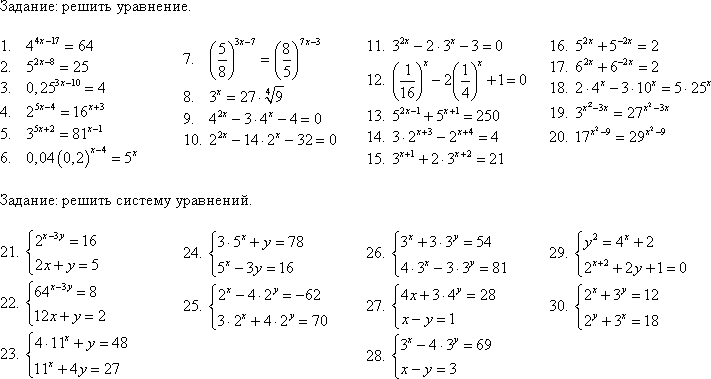 Задание: решить уравнение.
1. 4^{4x−17} = 64
2. 5^{2x−8} = 25
3. 0,25^{3x−10} = 4
4. 2^{5x−4} = 16^{x+3}
5. 3^{5x+2} = 81^{x−1}
6. 0,04(0,2)^{x−4} = 5^x
7. (5/8)^{3x−7} = (8/5)^{7x−3}
8. 3^x = 27·∜9
9. 4^{2x} − 3·4^x − 4 = 0
10. 2^{2x} − 14·2^x − 32 = 0
11. 3^{2x} − 2·3^x − 3 = 0
12. (1/16)^x − 2(1/4)^x + 1 = 0
13. 5^{2x−1} + 5^{x+1} = 250
14. 3·2^{x+3} − 2^{x+4} = 4
15. 3^{x+1} + 2·3^{x+2} = 21
16. 5^{2x} + 5^{−2x} = 2
17. 6^{2x} + 6^{−2x} = 2
18. 2·4^x − 3·10^x = 5·25^x
19. 3^{x²−3x} = 27^{x²−3x}
20. 17^{x²−9} = 29^{x²−9}
Задание: решить систему уравнений.
21. { 2^{x−3y} = 16
2x + y = 5
22. { 64^{x−3y} = 8
12x + y = 2
23. { 4·11^x + y = 48
11^x + 4y = 27
24. { 3·5^x + y = 78
5^x − 3y = 16
25. { 2^x − 4·2^y = −62
3·2^x + 4·2^y = 70
26. { 3^x + 3·3^y = 54
4·3^x − 3·3^y = 81
27. { 4x + 3·4^y = 28
x − y = 1
28. { 3^x − 4·3^y = 69
x − y = 3
29. { y² = 4^x + 2
2^{x+2} + 2y + 1 = 0
30. { 2^x + 3^y = 12
2^y + 3^x = 18